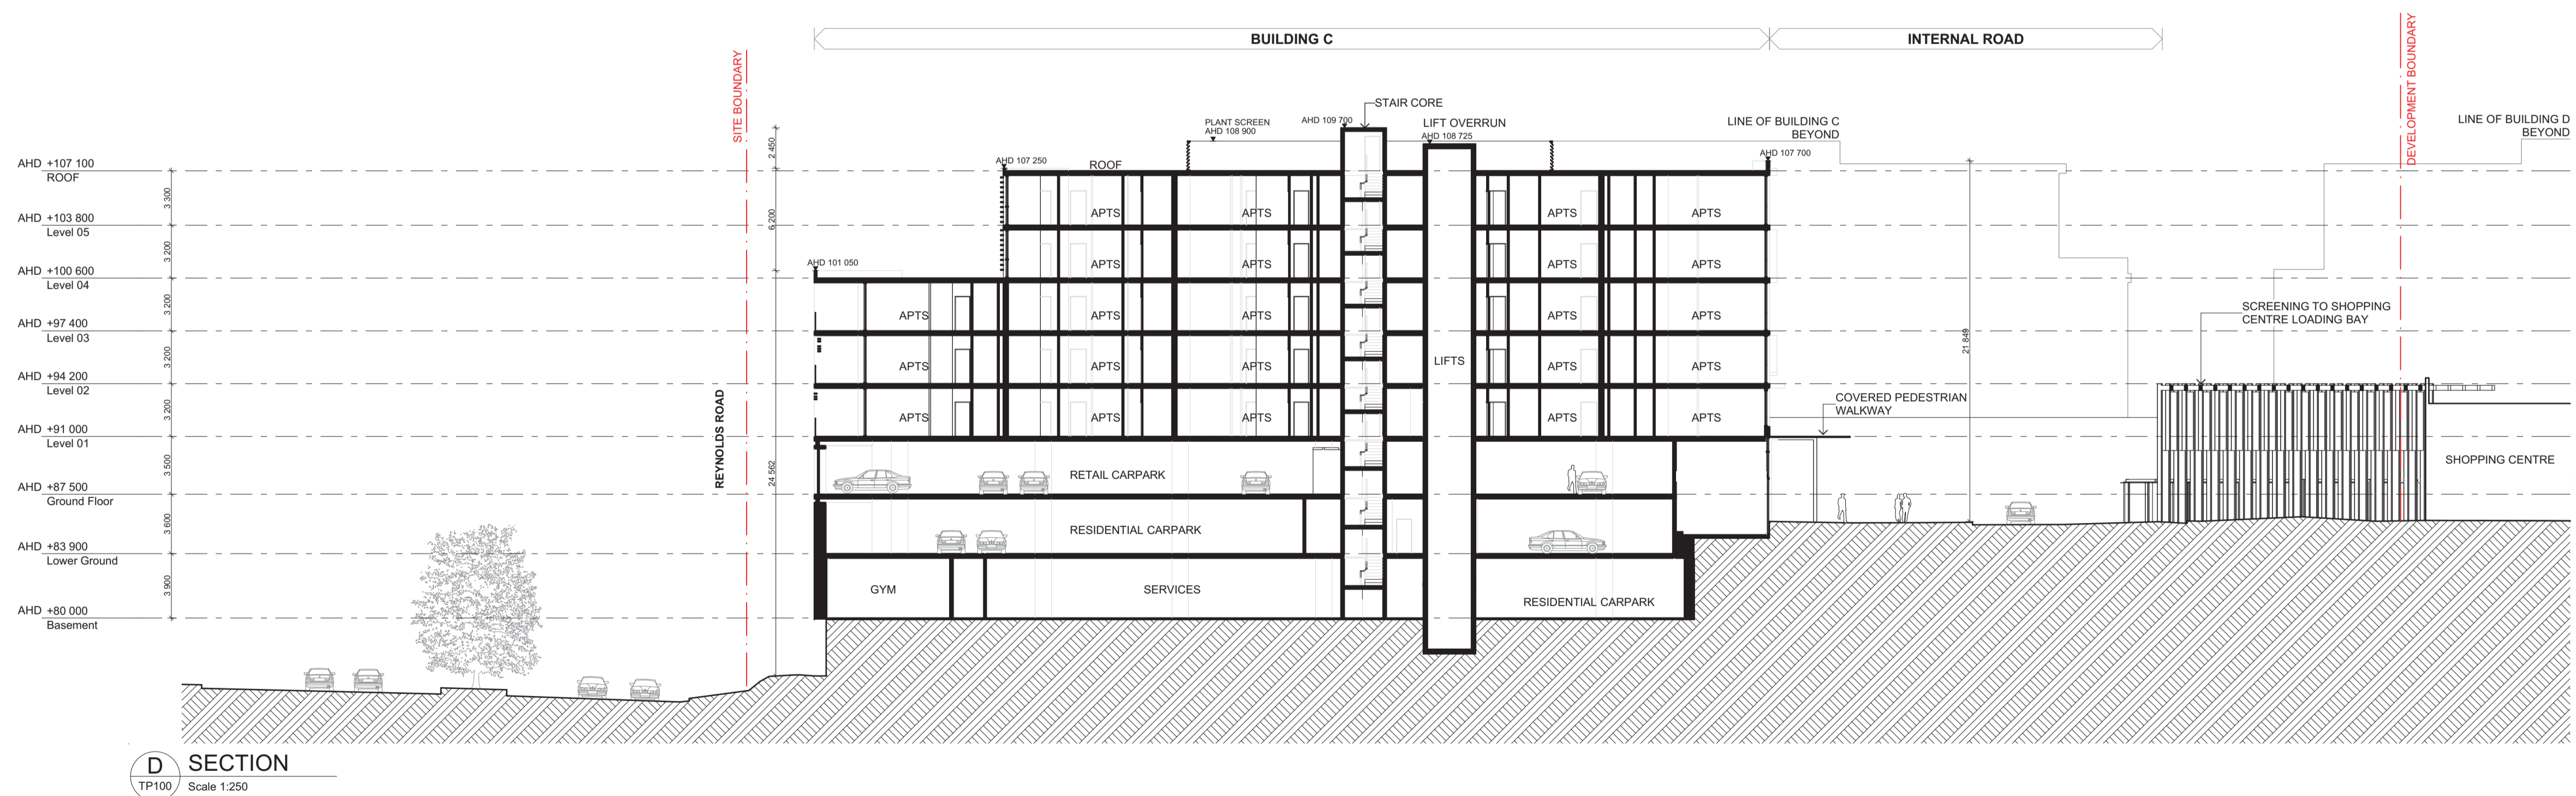 BUILDING C
INTERNAL ROAD
SITE BOUNDARY
DEVELOPMENT BOUNDARY
STAIR CORE
PLANT SCREEN
AHD 108 900
AHD 109 700
LIFT OVERRUN
AHD 108 725
LINE OF BUILDING C
BEYOND
LINE OF BUILDING D
BEYOND
2 450
AHD 107 250
ROOF
AHD 107 700
AHD +107 100
ROOF
3 300
6 200
APTS
APTS
APTS
APTS
AHD +103 800
Level 05
3 200
APTS
APTS
APTS
APTS
AHD 101 050
AHD +100 600
Level 04
3 200
APTS
APTS
APTS
APTS
APTS
SCREENING TO SHOPPING
CENTRE LOADING BAY
21 849
AHD +97 400
Level 03
3 200
APTS
APTS
APTS
LIFTS
APTS
APTS
AHD +94 200
Level 02
3 200
REYNOLDS ROAD
APTS
APTS
APTS
APTS
APTS
COVERED PEDESTRIAN
WALKWAY
AHD +91 000
Level 01
3 500
24 562
RETAIL CARPARK
SHOPPING CENTRE
AHD +87 500
Ground Floor
3 600
RESIDENTIAL CARPARK
AHD +83 900
Lower Ground
3 900
GYM
SERVICES
RESIDENTIAL CARPARK
AHD +80 000
Basement
D
TP100
SECTION
Scale 1:250